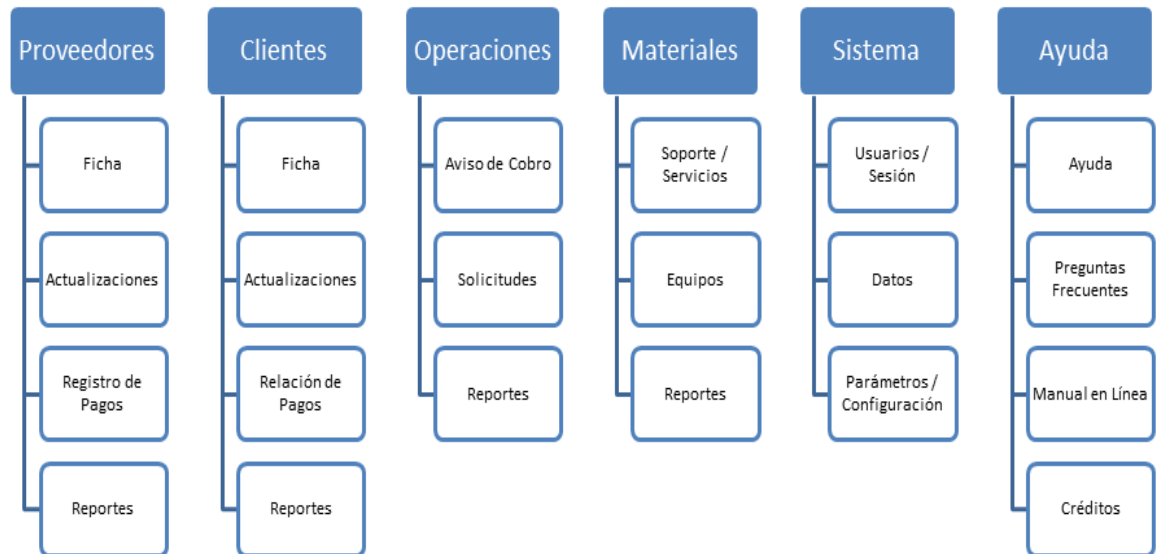 Proveedores
Ficha
Actualizaciones
Registro de
Pagos
Reportes
Clientes
Ficha
Actualizaciones
Relación de
Pagos
Reportes
Operaciones
Aviso de Cobro
Solicitudes
Reportes
Materiales
Soporte /
Servicios
Equipos
Reportes
Sistema
Usuarios /
Sesión
Datos
Parámetros /
Configuración
Ayuda
Ayuda
Preguntas
Frecuentes
Manual en Línea
Créditos